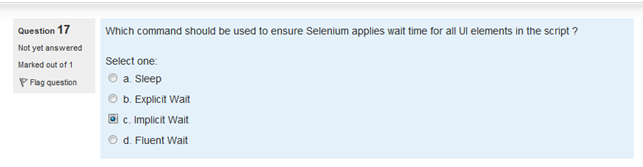 Question 17
Not yet answered
Marked out of 1
Flag question
Which command should be used to ensure Selenium applies wait time for all UI elements in the script ?
Select one:
a. Sleep
b. Explicit Wait
c. Implicit Wait
d. Fluent Wait